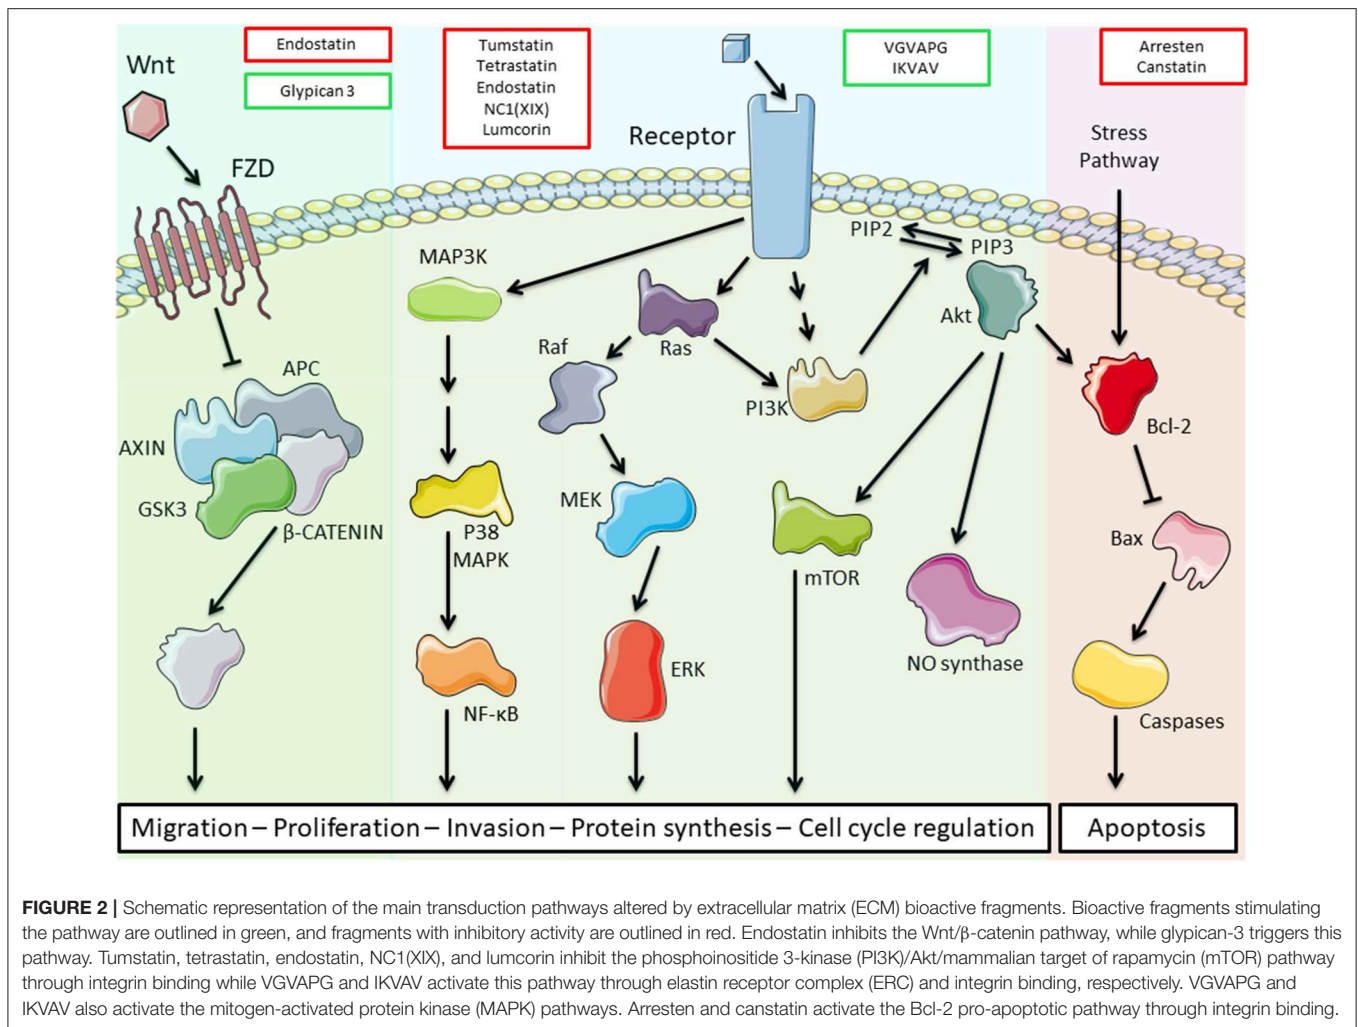 Endostatin
Wnt
Glypican 3
FZD
Tumstatin
Tetrastatin
Endostatin
NC1(XIX)
Lumcorin
Receptor
VGVAPG
IKVAV
Arresten
Canstatin
Stress
Pathway
MAP3K
PIP2
PIP3
Akt
Raf
Ras
APC
PI3K
AXIN
Bcl-2
GSK3
β-CATENIN
MEK
P38
MAPK
mTOR
Bax
NO synthase
ERK
NF-κB
Caspases
Migration – Proliferation – Invasion – Protein synthesis – Cell cycle regulation
Apoptosis
FIGURE 2 | Schematic representation of the main transduction pathways altered by extracellular matrix (ECM) bioactive fragments. Bioactive fragments stimulating
the pathway are outlined in green, and fragments with inhibitory activity are outlined in red. Endostatin inhibits the Wnt/β-catenin pathway, while glypican-3 triggers this
pathway. Tumstatin, tetrastatin, endostatin, NC1(XIX), and lumcorin inhibit the phosphoinositide 3-kinase (PI3K)/Akt/mammalian target of rapamycin (mTOR) pathway
through integrin binding while VGVAPG and IKVAV activate this pathway through elastin receptor complex (ERC) and integrin binding, respectively. VGVAPG and
IKVAV also activate the mitogen-activated protein kinase (MAPK) pathways. Arresten and canstatin activate the Bcl-2 pro-apoptotic pathway through integrin binding.